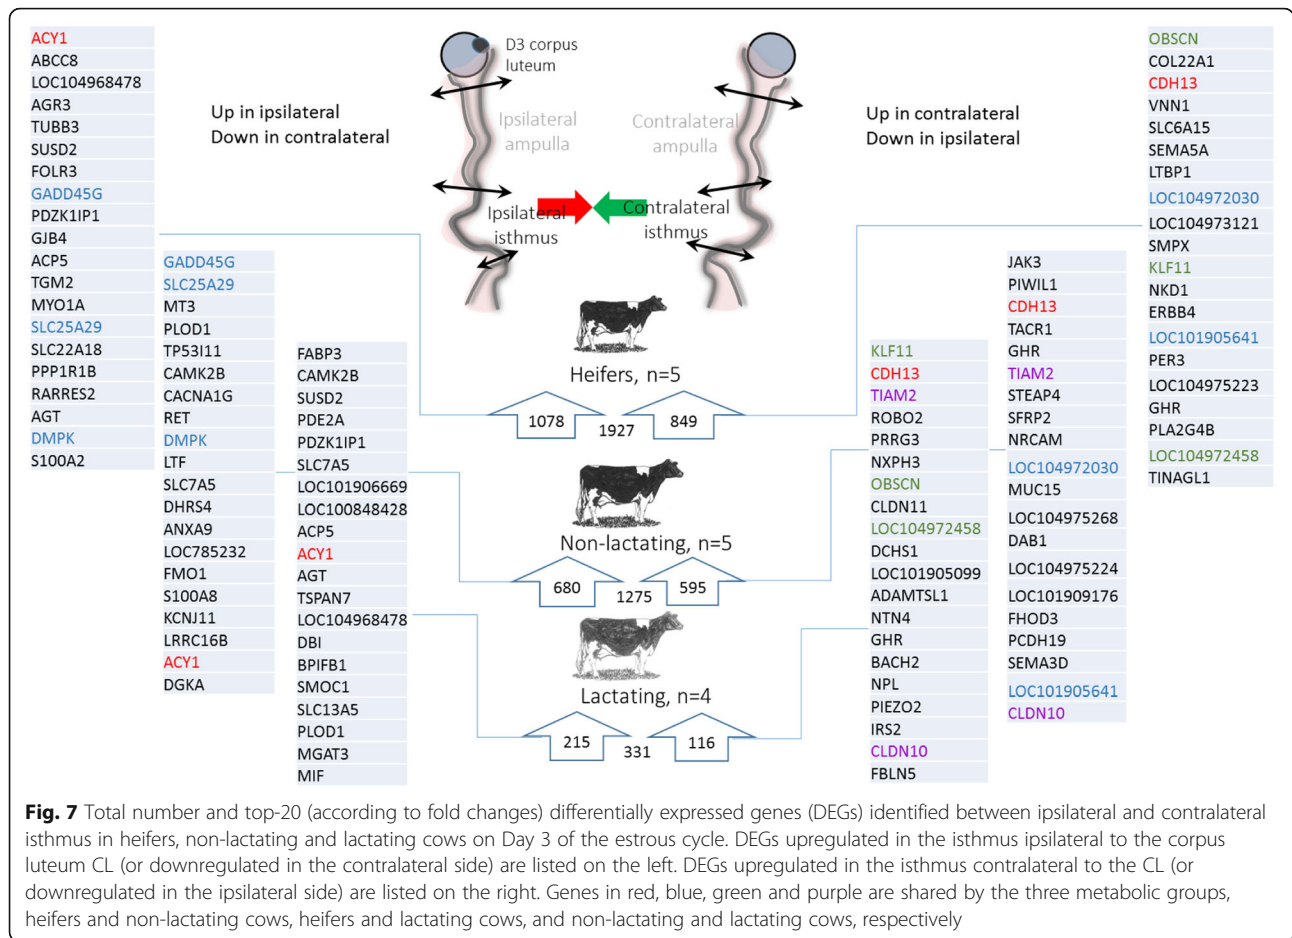 ACY1
ABCC8
LOC104968478
AGR3
TUBB3
SUSD2
FOLR3
GADD45G
PDZK1IP1
GJB4
ACP5
TGM2
MYO1A
SLC25A29
SLC22A18
PPP1R1B
RARRES2
AGT
DMPK
S100A2
Up in ipsilateral
Down in contralateral
GADD45G
SLC25A29
MT3
PLOD1
TP53I11
CAMK2B
CACNA1G
RET
DMPK
LTF
SLC7A5
DHRS4
ANXA9
LOC785232
FMO1
S100A8
KCNJ11
LRRC16B
ACY1
DGKA
FABP3
CAMK2B
SUSD2
PDE2A
PDZK1IP1
SLC7A5
LOC101906669
LOC100848428
ACP5
ACY1
AGT
TSPAN7
LOC104968478
DBI
BPIFB1
SMOC1
SLC13A5
PLOD1
MGAT3
MIF
D3 corpus
luteum
Ipsilateral
ampulla
Contralateral
ampulla
Ipsilateral
isthmus
Contralateral
isthmus
Heifers, n=5
1078
1927
849
Non-lactating, n=5
680
1275
595
Lactating, n=4
215
331
116
Up in contralateral
Down in ipsilateral
KLF11
CDH13
TIAM2
ROBO2
PRRG3
NXPH3
OBSCN
CLDN11
LOC104972458
DCHS1
LOC101905099
ADAMTSL1
NTN4
GHR
BACH2
NPL
PIEZO2
IRS2
CLDN10
FBLN5
JAK3
PIWIL1
CDH13
TACR1
GHR
TIAM2
STEAP4
SFRP2
NRCAM
LOC104972030
MUC15
LOC104975268
DAB1
LOC104975224
LOC101909176
FHOD3
PCDH19
SEMA3D
LOC101905641
CLDN10
OBSCN
COL22A1
CDH13
VNN1
SLC6A15
SEMA5A
LTBP1
LOC104972030
LOC104973121
SMPX
KLF11
NKD1
ERBB4
LOC101905641
PER3
LOC104975223
GHR
PLA2G4B
LOC104972458
TINAGL1
Fig. 7 Total number and top-20 (according to fold changes) differentially expressed genes (DEGs) identified between ipsilateral and contralateral
isthmus in heifers, non-lactating and lactating cows on Day 3 of the estrous cycle. DEGs upregulated in the isthmus ipsilateral to the corpus
luteum CL (or downregulated in the contralateral side) are listed on the left. DEGs upregulated in the isthmus contralateral to the CL (or
downregulated in the ipsilateral side) are listed on the right. Genes in red, blue, green and purple are shared by the three metabolic groups,
heifers and non-lactating cows, heifers and lactating cows, and non-lactating and lactating cows, respectively